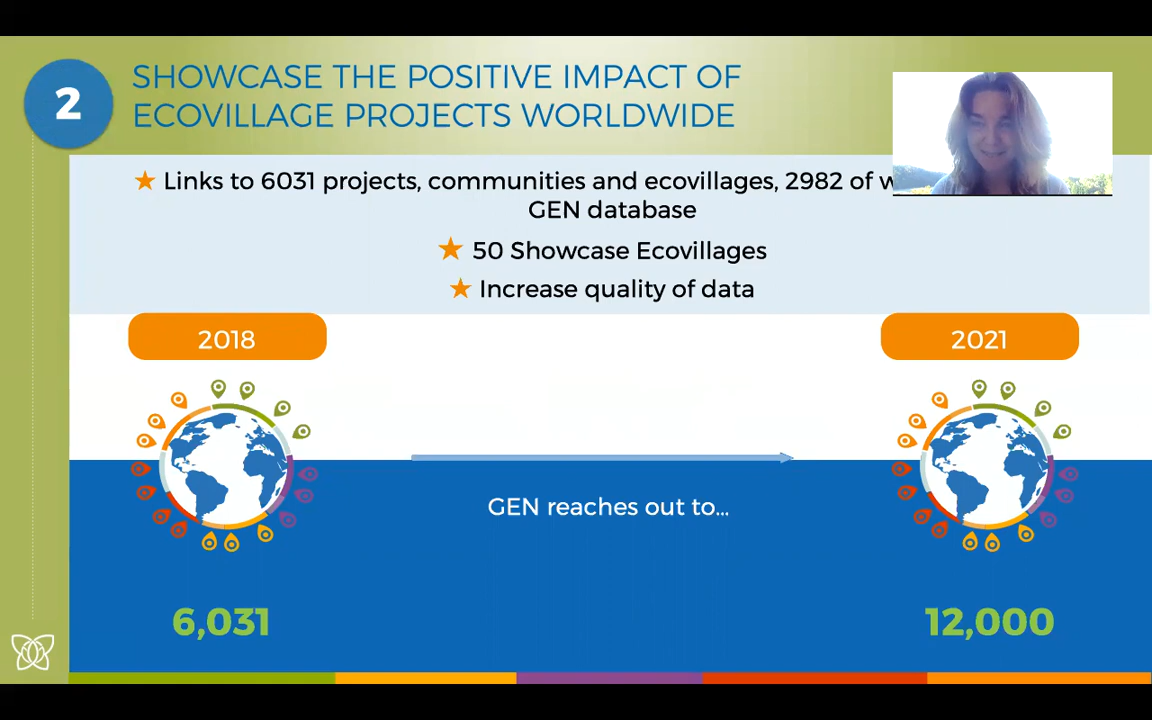 2
SHOWCASE THE POSITIVE IMPACT OF
ECOVILLAGE PROJECTS WORLDWIDE
Links to 6031 projects, communities and ecovillages, 2982 of
GEN database
50 Showcase Ecovillages
Increase quality of data
2018
2021
GEN reaches out to...
6,031
12,000